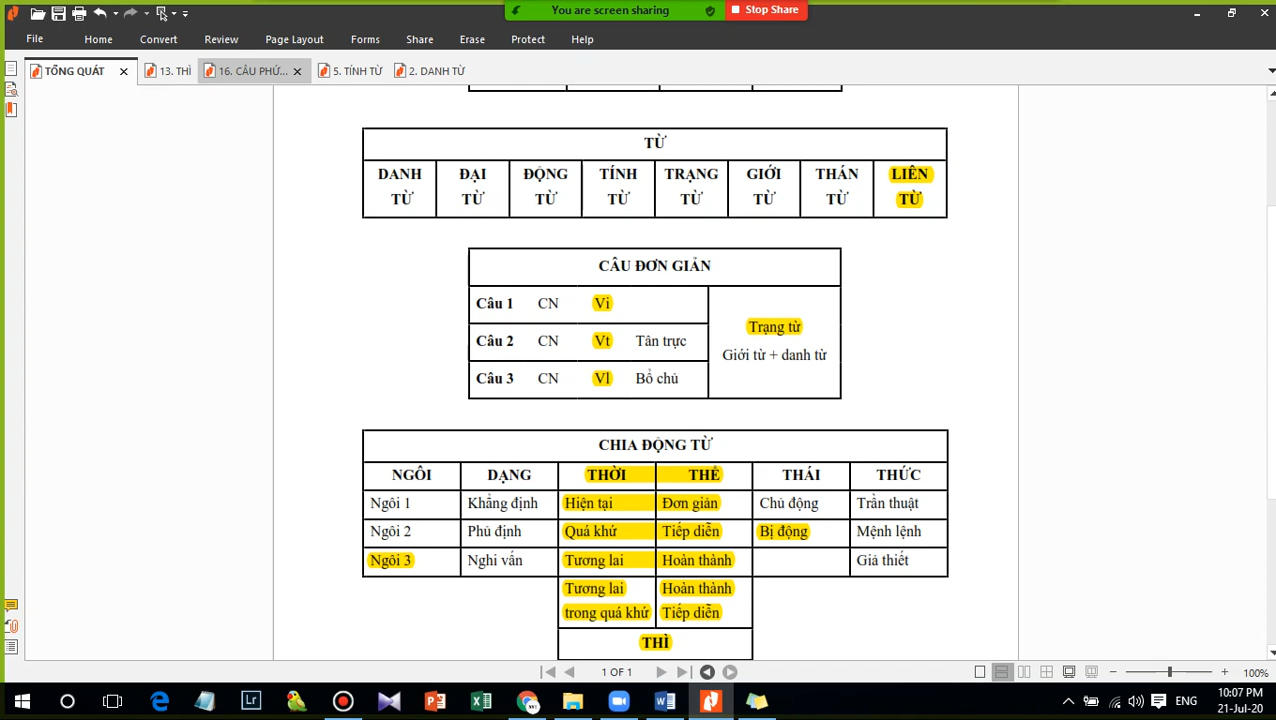 You are screen sharing
Stop Share
File Home Convert Review Page Layout Forms Share Erase Protect Help
TỔNG QUÁT 13. THÌ 16. CÂU PHỨ... 5. TÍNH TỪ 2. DANH TỪ
TỪ
DANH ĐẠI ĐỘNG TÍNH TRẠNG GIỚI THÁN LIÊN
TỪ TỪ TỪ TỪ TỪ TỪ TỪ TỪ
CÂU ĐƠN GIẢN
Câu 1 CN Vi
Trạng từ
Câu 2 CN Vt Tân trực
Giới từ + danh từ
Câu 3 CN Vl Bổ chủ
CHIA ĐỘNG TỪ
NGÔI DẠNG THỜI THỂ THÁI THỨC
Ngôi 1 Khẳng định Hiện tại Đơn giản Chủ động Trần thuật
Ngôi 2 Phủ định Quá khứ Tiếp diễn Bị động Mệnh lệnh
Ngôi 3 Nghi vấn Tương lai Hoàn thành Giả thiết
Tương lai Hoàn thành
trong quá khứ Tiếp diễn
THÌ
1 OF 1
100%
Lr
ENG
10:07 PM
21-Jul-20